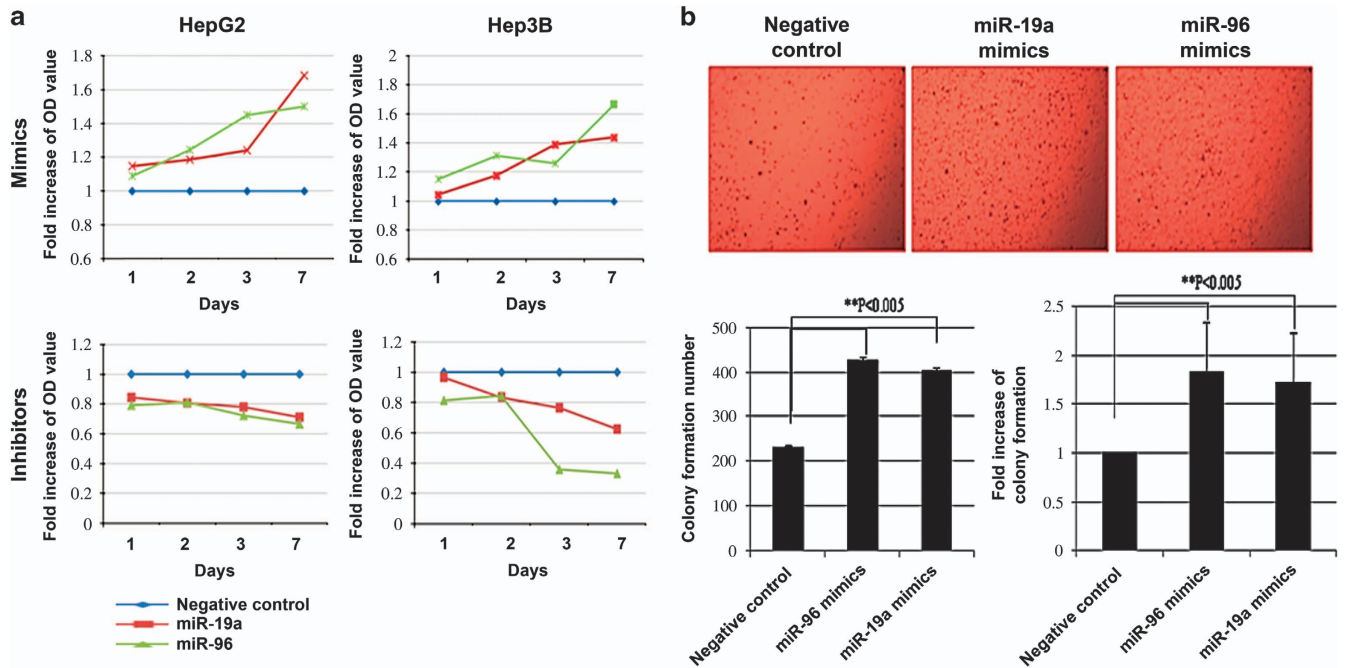 a
HepG2
Hep3B
Mimics
Fold increase of OD value
1.8
1.6
1.4
1.2
1
0.8
0.6
1 2 3 7
Days
Fold increase of OD value
2
1.8
1.6
1.4
1.2
1
0.8
0.6
1 2 3 7
Days
Inhibitors
Fold increase of OD value
1.2
1
0.8
0.6
0.4
0.2
0
1 2 3 7
Days
Fold increase of OD value
1.2
1
0.8
0.6
0.4
0.2
0
1 2 3 7
Days
Negative control
miR-19a
miR-96
b
Negative
control
miR-19a
mimics
miR-96
mimics
**P<0.005
Colony formation number
500
400
300
200
100
0
Negative control
miR-96 mimics
miR-19a mimics
**P<0.005
Fold increase of
colony formation
2.5
2
1.5
1
0.5
0
Negative control
miR-96 mimics
miR-19a mimics